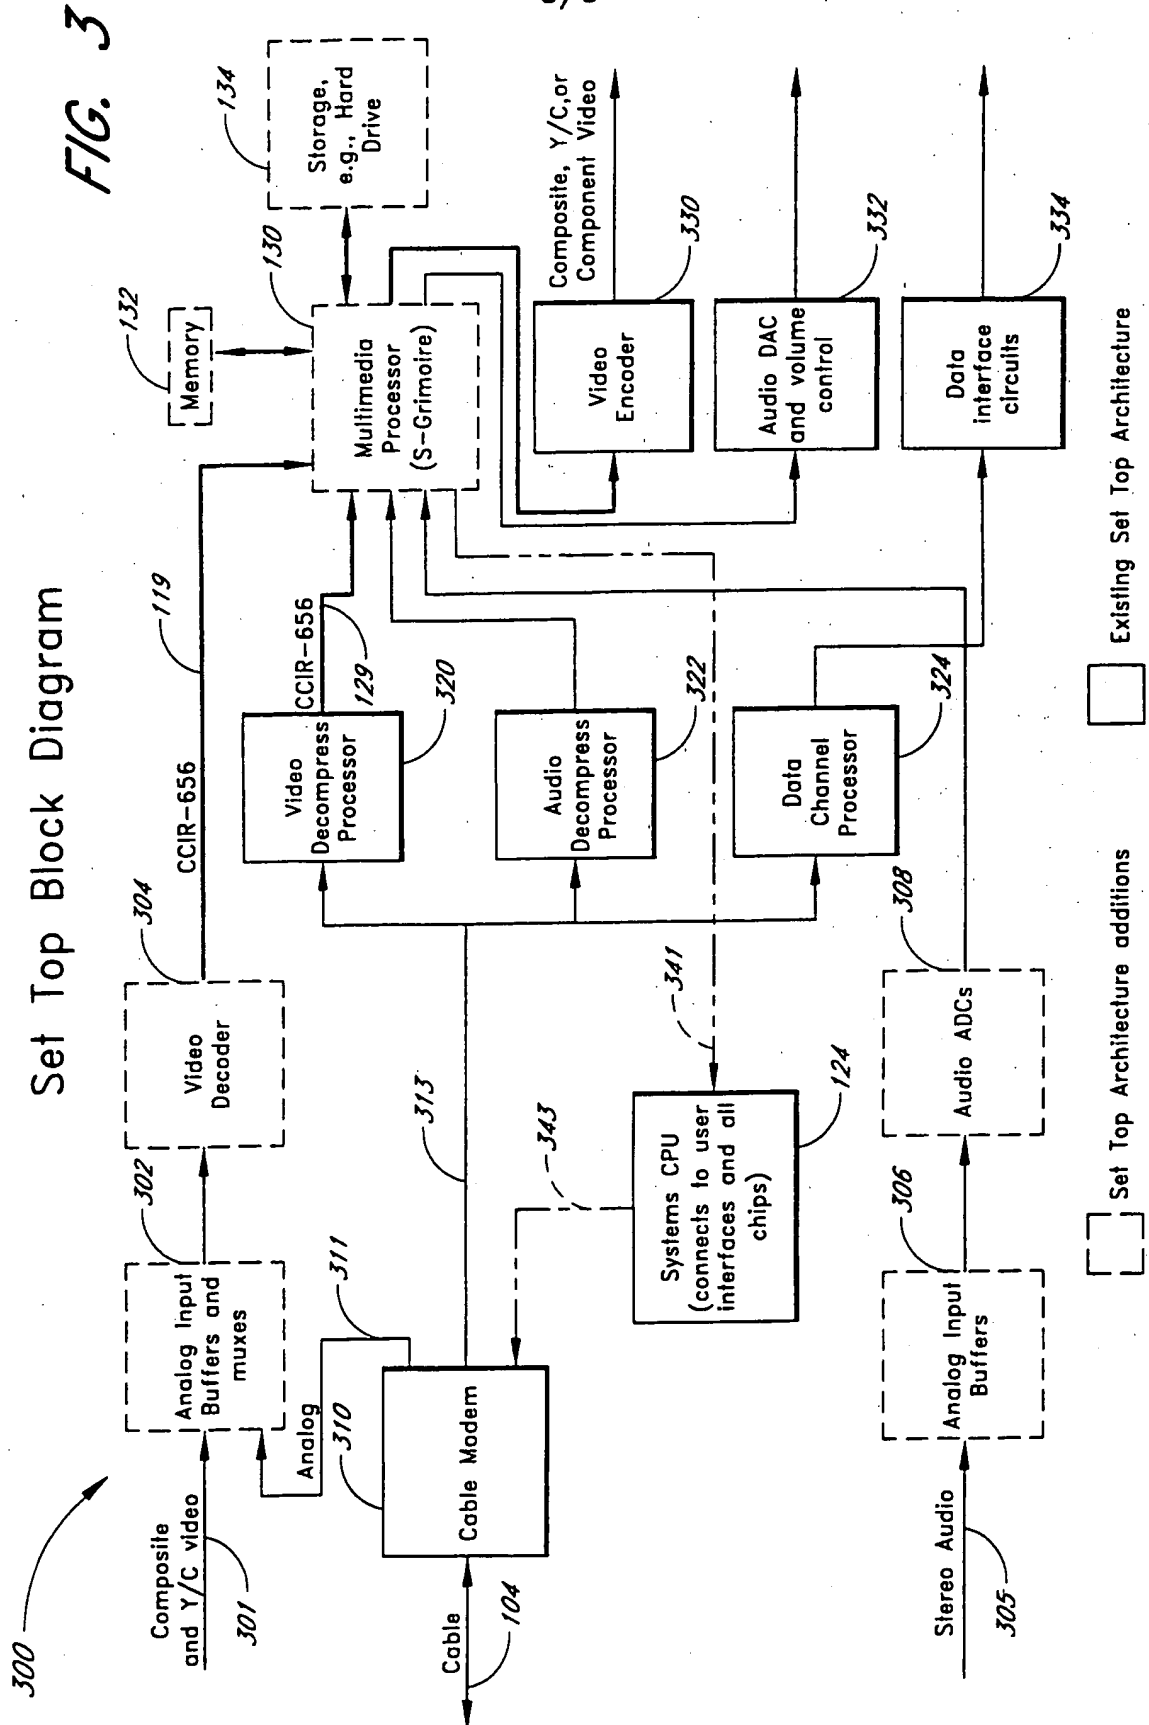 Set Top Block Diagram
FIG. 3
300
Composite
and Y/C video
301
Analog Input
Buffers and
muxes
302
Video
Decoder
304
CCIR-656
119
Memory
132
Multimedia
Processor
(S-Grimoire)
130
Storage,
e.g., Hard
Drive
134
Analog
311
Cable
104
Cable Modem
310
313
Video
Decompress
Processor
320
CCIR-656
129
Audio
Decompress
Processor
322
Data
Channel
Processor
324
Video
Encoder
330
Composite, Y/C,or
Component Video
Audio DAC
and volume
control
332
Data
interface
circuits
334
341
343
Systems CPU
(connects to user
interfaces and all
chips)
124
Stereo Audio
305
Analog Input
Buffers
306
Audio ADCs
308
Set Top Architecture additions
Existing Set Top Architecture